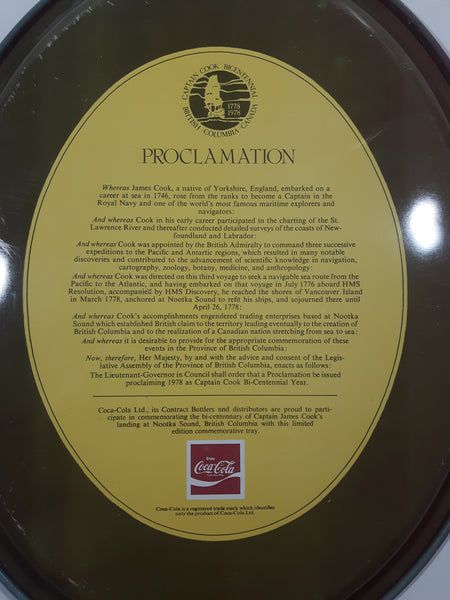 CAPTAIN COOK BICENTENNIAL
1778
1978
BRITISH COLUMBIA CANADA
PROCLAMATION
Whereas James Cook, a native of Yorkshire, England, embarked on a
career at sea in 1746, rose from the ranks to become a Captain in the
Royal Navy and one of the world's most famous maritime explorers and
navigators:
And whereas Cook in his early career participated in the charting of the St.
Lawrence River and thereafter conducted detailed surveys of the coasts of New-
foundland and Labrador:
And whereas Cook was appointed by the British Admiralty to command three successive
expeditions to the Pacific and Antartic regions, which resulted in many notable
discoveries and contributed to the advancement of scientific knowledge in navigation,
cartography, zoology, botany, medicine, and anthropology:
And whereas Cook was directed on this third voyage to seek a navigable sea route from the
Pacific to the Atlantic, and having embarked on that voyage in July 1776 aboard HMS
Resolution, accompanied by HMS Discovery, he reached the shores of Vancouver Island
in March 1778, anchored at Nootka Sound to refit his ships, and sojourned there until
April 26, 1778:
And whereas Cook's accomplishments engendered trading enterprises based at Nootka
Sound which established British claim to the territory leading eventually to the creation of
British Columbia and to the realization of a Canadian nation stretching from sea to sea:
And whereas it is desirable to provide for the appropriate commemoration of these
events in the Province of British Columbia:
Now, therefore, Her Majesty, by and with the advice and consent of the Legis-
lative Assembly of the Province of British Columbia, enacts as follows:
The Lieutenant-Governor in Council shall order that a Proclamation be issued
proclaiming 1978 as Captain Cook Bi-Centennial Year.
Coca-Cola Ltd., its Contract Bottlers and distributors are proud to parti-
cipate in commemorating the bi-centennary of Captain James Cook's
landing at Nootka Sound, British Columbia with this limited
edition commemorative tray.
Enjoy
Coca-Cola
Coca-Cola is a registered trade mark which identifies
only the product of Coca-Cola Ltd.